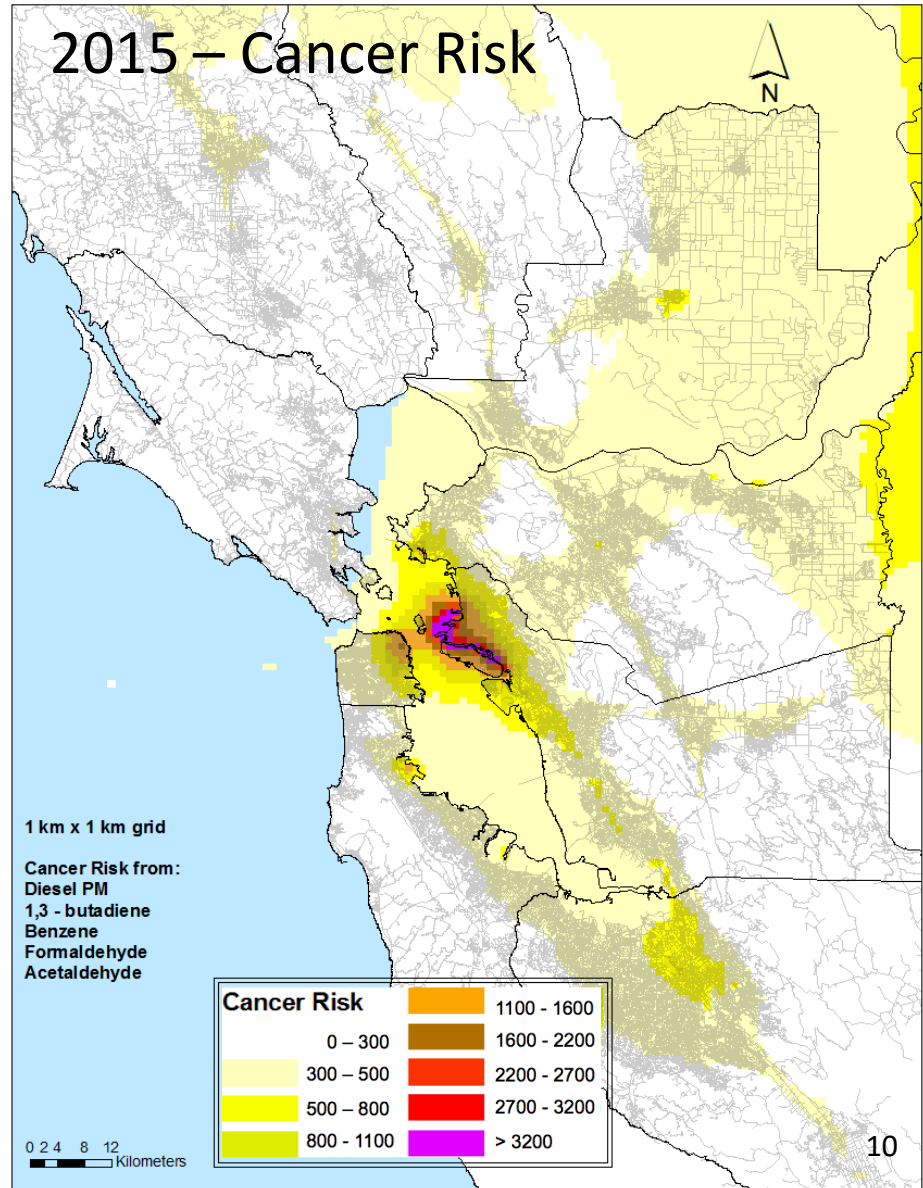 2015 – Cancer Risk
N
1 km x 1 km grid
Cancer Risk from:
Diesel PM
1,3 - butadiene
Benzene
Formaldehyde
Acetaldehyde
Cancer Risk
0 – 300
300 – 500
500 – 800
800 - 1100
1100 - 1600
1600 - 2200
2200 - 2700
2700 - 3200
> 3200
0 2 4 8 12
Kilometers
10